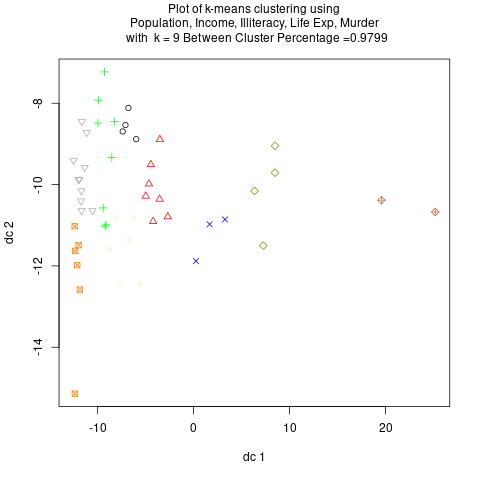 Plot of k-means clustering using
Population, Income, Illiteracy, Life Exp, Murder
with k = 9 Between Cluster Percentage =0.9799
-8
-10
-12
-14
dc 2
-10 0 10 20
dc 1